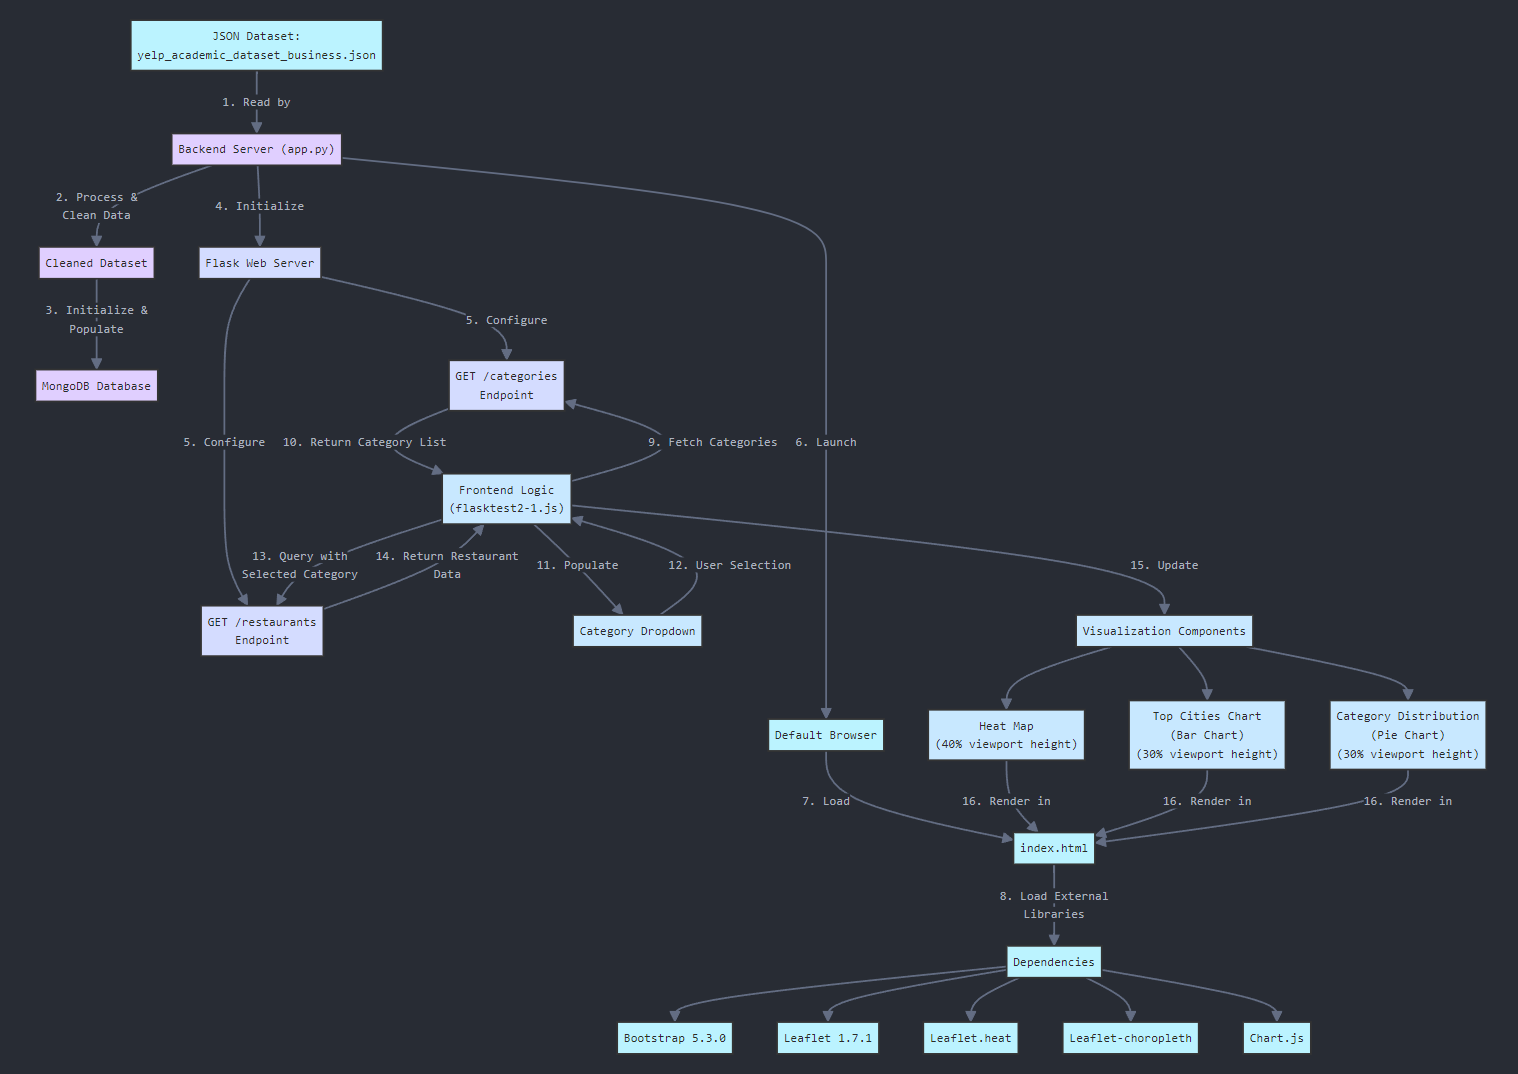 JSON Dataset:
yelp_academic_dataset_business.json
1. Read by
Backend Server (app.py)
2. Process &
Clean Data
4. Initialize
Cleaned Dataset
Flask Web Server
3. Initialize &
Populate
5. Configure
MongoDB Database
GET /categories
Endpoint
5. Configure
10. Return Category List
9. Fetch Categories
6. Launch
Frontend Logic
(flasktest2-1.js)
13. Query with
Selected Category
14. Return Restaurant
Data
11. Populate
12. User Selection
15. Update
GET /restaurants
Endpoint
Category Dropdown
Visualization Components
Default Browser
Heat Map
(40% viewport height)
Top Cities Chart
(Bar Chart)
(30% viewport height)
Category Distribution
(Pie Chart)
(30% viewport height)
7. Load
16. Render in
16. Render in
16. Render in
index.html
8. Load External
Libraries
Dependencies
Bootstrap 5.3.0
Leaflet 1.7.1
Leaflet.heat
Leaflet-choropleth
Chart.js